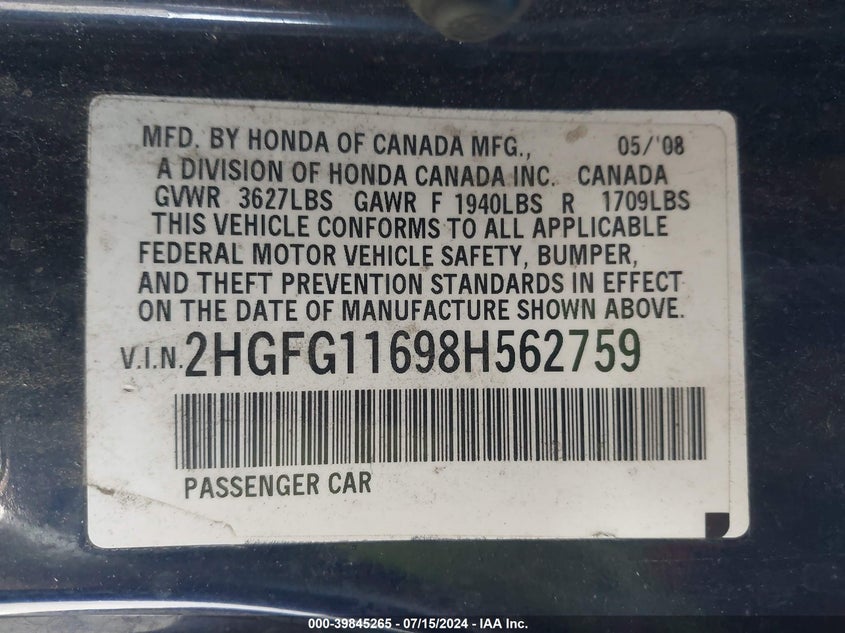 MFD. BY HONDA OF CANADA MFG., 05/'08
A DIVISION OF HONDA CANADA INC. CANADA
GVWR 3627LBS GAWR F 1940LBS R 1709LBS
THIS VEHICLE CONFORMS TO ALL APPLICABLE
FEDERAL MOTOR VEHICLE SAFETY, BUMPER,
AND THEFT PREVENTION STANDARDS IN EFFECT
ON THE DATE OF MANUFACTURE SHOWN ABOVE.
V.I.N. 2HGFG11698H562759
PASSENGER CAR
000-39845265 - 07/15/2024 - IAA Inc.